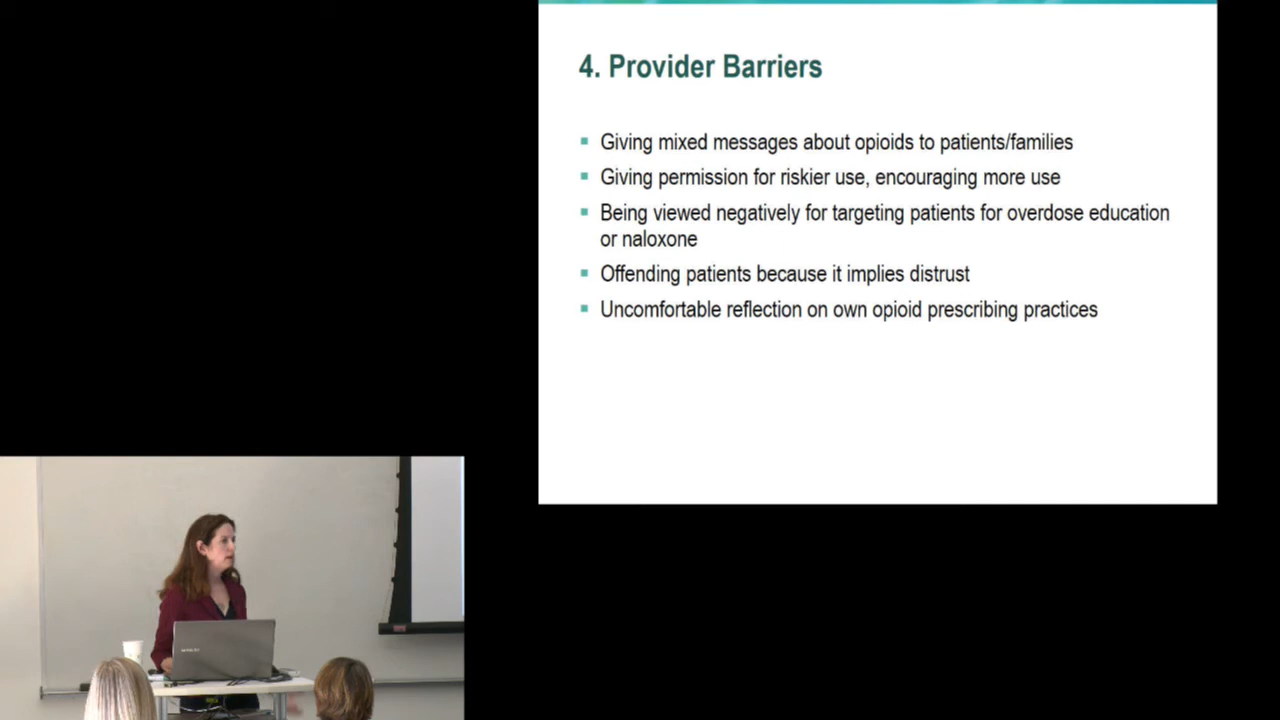 4. Provider Barriers
Giving mixed messages about opioids to patients/families
Giving permission for riskier use, encouraging more use
Being viewed negatively for targeting patients for overdose education
or naloxone
Offending patients because it implies distrust
Uncomfortable reflection on own opioid prescribing practices